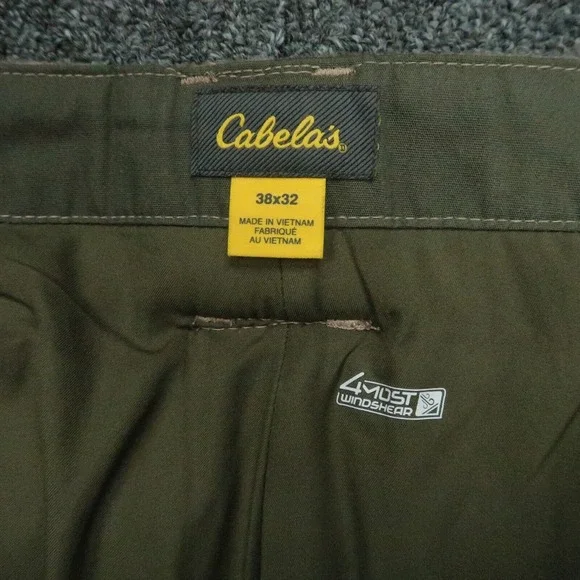 Cabela's
38x32
MADE IN VIETNAM
FABRIQUÉ
AU VIETNAM
4MOST
WINDSHEAR